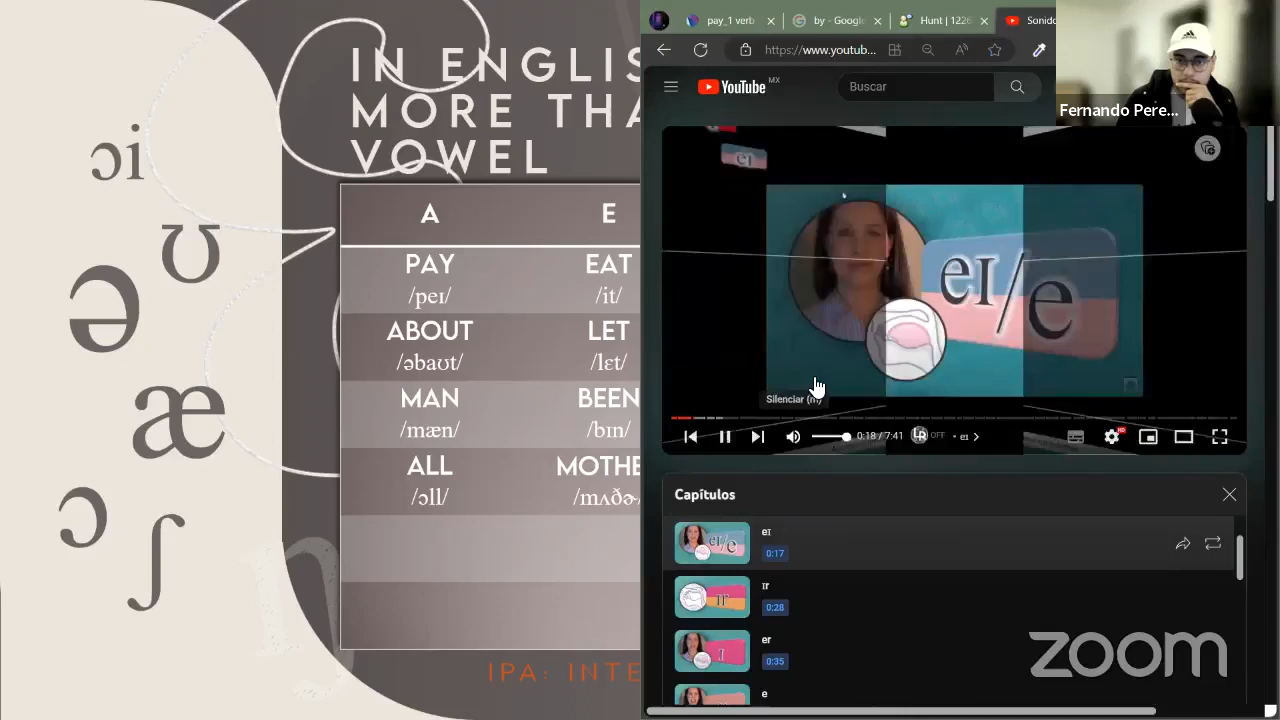 ɔi
ʊ
ə
æ
ɔ
ʃ
IN ENGLIS
MORE THA
VOWEL
A E
PAY EAT
/peɪ/ /it/
ABOUT LET
/əbaʊt/ /lɛt/
MAN BEEN
/mæn/ /bɪn/
ALL MOTHE
/ɔll/ /mʌðɚ/
IPA: INTE
pay_1 verb
by - Google
Hunt | 1226
Sonido
https://www.youtub...
YouTube MX
Buscar
Fernando Pere...
eɪ
eɪ/e
Silenciar (m)
0:18 / 7:41
OFF
• eɪ
HD
Capítulos
eɪ
0:17
ɪr
0:28
er
0:35
e
zoom